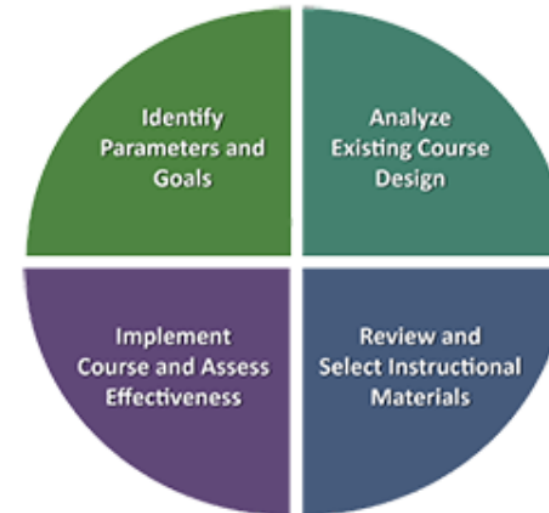 Identify
Parameters and
Goals
Analyze
Existing Course
Design
Implement
Course and Assess
Effectiveness
Review and
Select Instructional
Materials